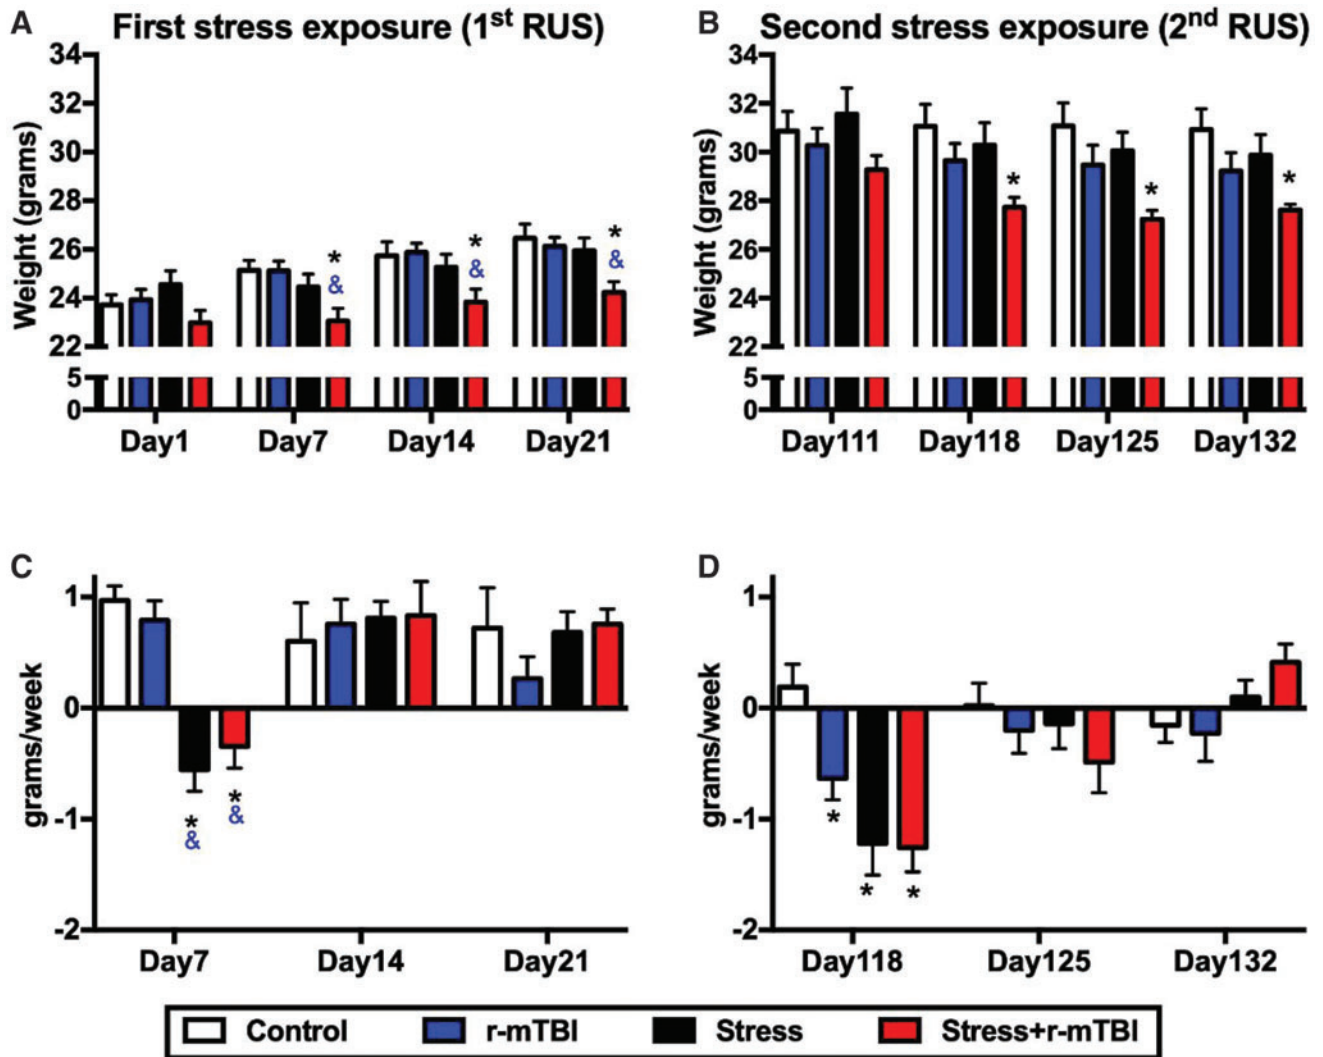 A First stress exposure (1st RUS)
Weight (grams)
34
32
30
28
26
24
22
5
0
* & * & * &
Day1 Day7 Day14 Day21
B Second stress exposure (2nd RUS)
Weight (grams)
34
32
30
28
26
24
22
5
0
* * *
Day111 Day118 Day125 Day132
C
grams/week
1
0
-1
-2
* & * &
Day7 Day14 Day21
D
grams/week
1
0
-1
-2
* * *
Day118 Day125 Day132
Control r-mTBI Stress Stress+r-mTBI